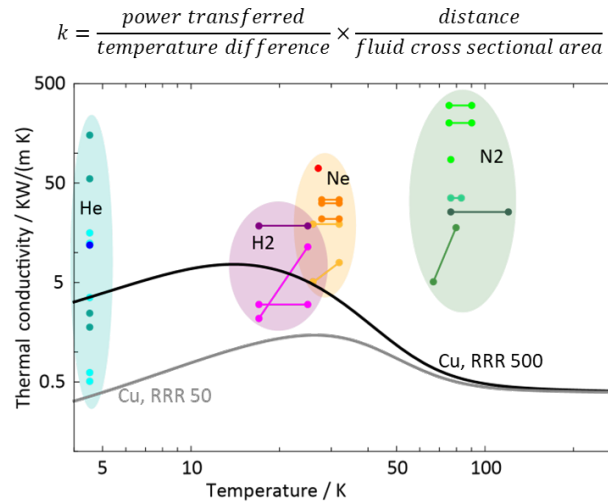 k = power transferred / temperature difference × distance / fluid cross sectional area
500
50
5
0.5
Thermal conductivity / KW/(m K)
He
H2
Ne
N2
Cu, RRR 500
Cu, RRR 50
5
10
50
100
Temperature / K